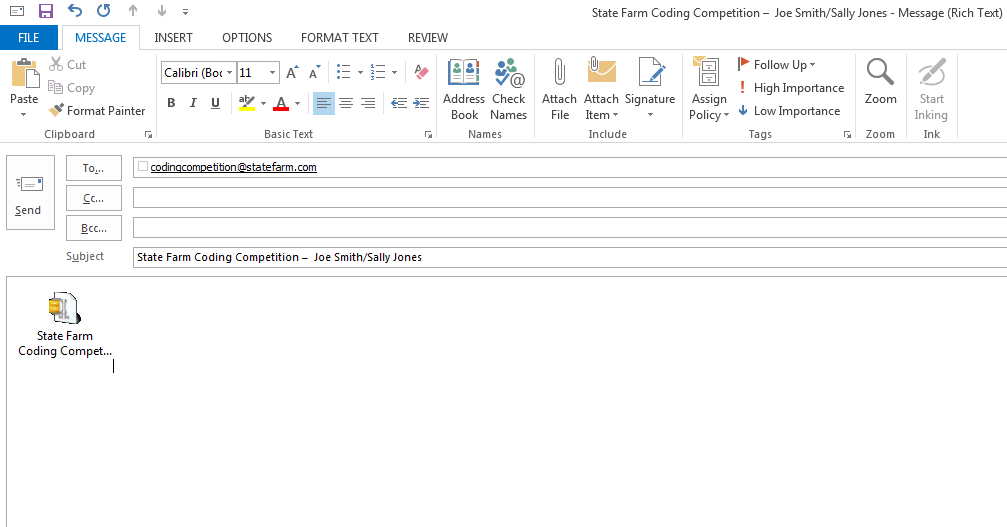 State Farm Coding Competition –  Joe Smith/Sally Jones - Message (Rich Text)
FILE MESSAGE INSERT OPTIONS FORMAT TEXT REVIEW
Paste
Cut
Copy
Format Painter
Clipboard
Calibri (Boc 11 A A
B I U ab A
Basic Text
Address Book
Check Names
Names
Attach File
Attach Item
Signature
Include
Assign Policy
Follow Up
High Importance
Low Importance
Tags
Zoom
Zoom
Start Inking
Ink
Send
To... codingcompetition@statefarm.com
Cc...
Bcc...
Subject State Farm Coding Competition –  Joe Smith/Sally Jones
State Farm
Coding Compet...